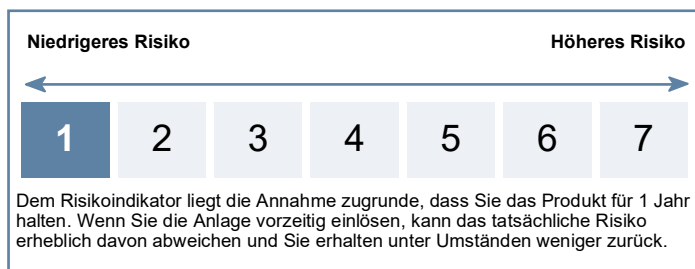 Niedrigeres Risiko Höheres Risiko
1 2 3 4 5 6 7
Dem Risikoindikator liegt die Annahme zugrunde, dass Sie das Produkt für 1 Jahr
halten. Wenn Sie die Anlage vorzeitig einlösen, kann das tatsächliche Risiko
erheblich davon abweichen und Sie erhalten unter Umständen weniger zurück.